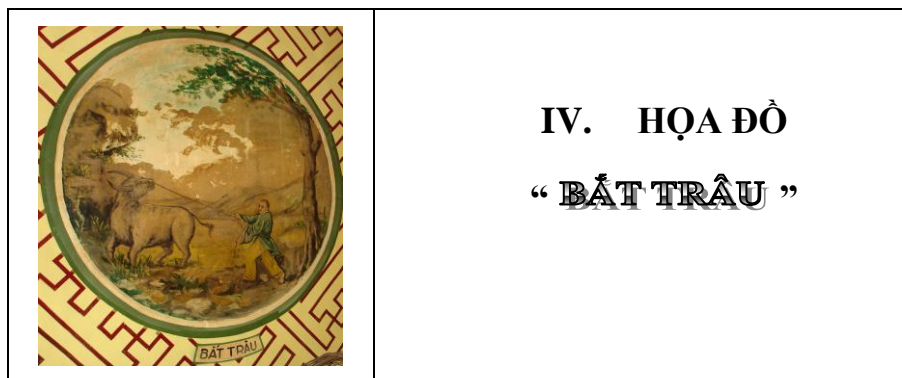 BẮT TRÂU
IV. HỌA ĐỒ
“ BẮT TRÂU ”